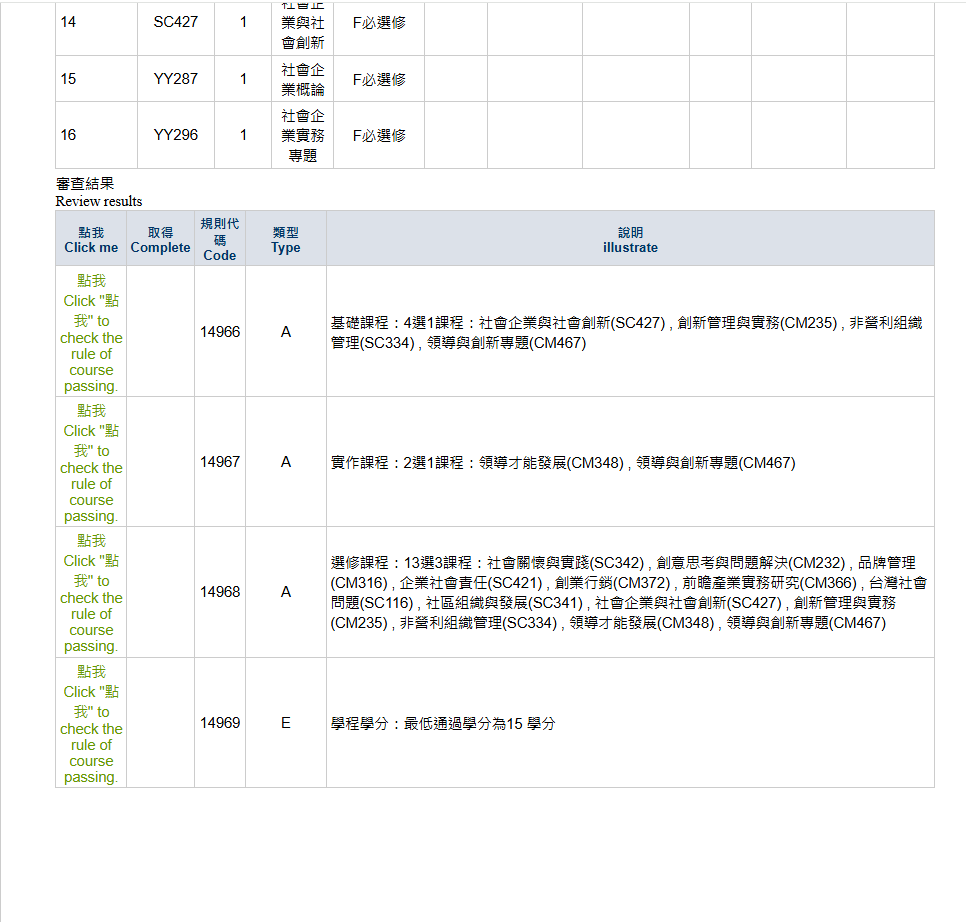 社會企
14 SC427 1 業與社 F必選修
會創新
15 YY287 1 社會企 F必選修
業概論
16 YY296 1 社會企 F必選修
業實務
專題
審查結果
Review results
點我 Click me 取得 Complete 規則代碼 Code 類型 Type 說明 illustrate
點我
Click "點
我" to
check the
rule of
course
passing.
14966 A
基礎課程：4選1課程：社會企業與社會創新(SC427) , 創新管理與實務(CM235) , 非營利組織
管理(SC334) , 領導與創新專題(CM467)
點我
Click "點
我" to
check the
rule of
course
passing.
14967 A
實作課程：2選1課程：領導才能發展(CM348) , 領導與創新專題(CM467)
點我
Click "點
我" to
check the
rule of
course
passing.
14968 A
選修課程：13選3課程：社會關懷與實踐(SC342) , 創意思考與問題解決(CM232) , 品牌管理
(CM316) , 企業社會責任(SC421) , 創業行銷(CM372) , 前瞻產業實務研究(CM366) , 台灣社會
問題(SC116) , 社區組織與發展(SC341) , 社會企業與社會創新(SC427) , 創新管理與實務
(CM235) , 非營利組織管理(SC334) , 領導才能發展(CM348) , 領導與創新專題(CM467)
點我
Click "點
我" to
check the
rule of
course
passing.
14969 E
學程學分：最低通過學分為15 學分